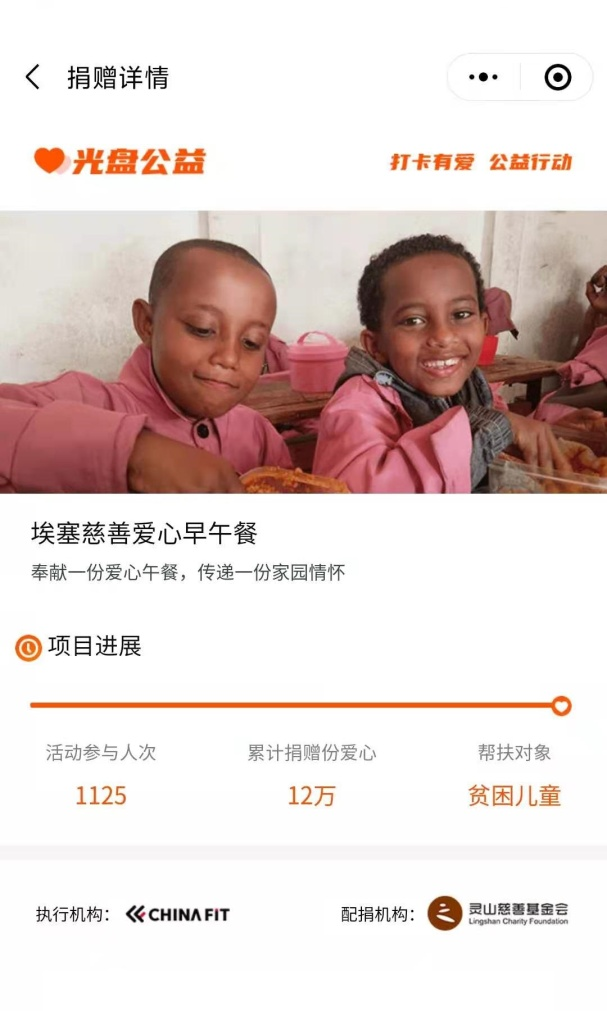 捐赠详情
光盘公益
打卡有爱 公益行动
埃塞慈善爱心早午餐
奉献一份爱心午餐，传递一份家园情怀
项目进展
活动参与人次 累计捐赠份爱心 帮扶对象
1125 12万 贫困儿童
执行机构： CHINA FIT 配捐机构： 灵山慈善基金会
Lingshan Charity Foundation